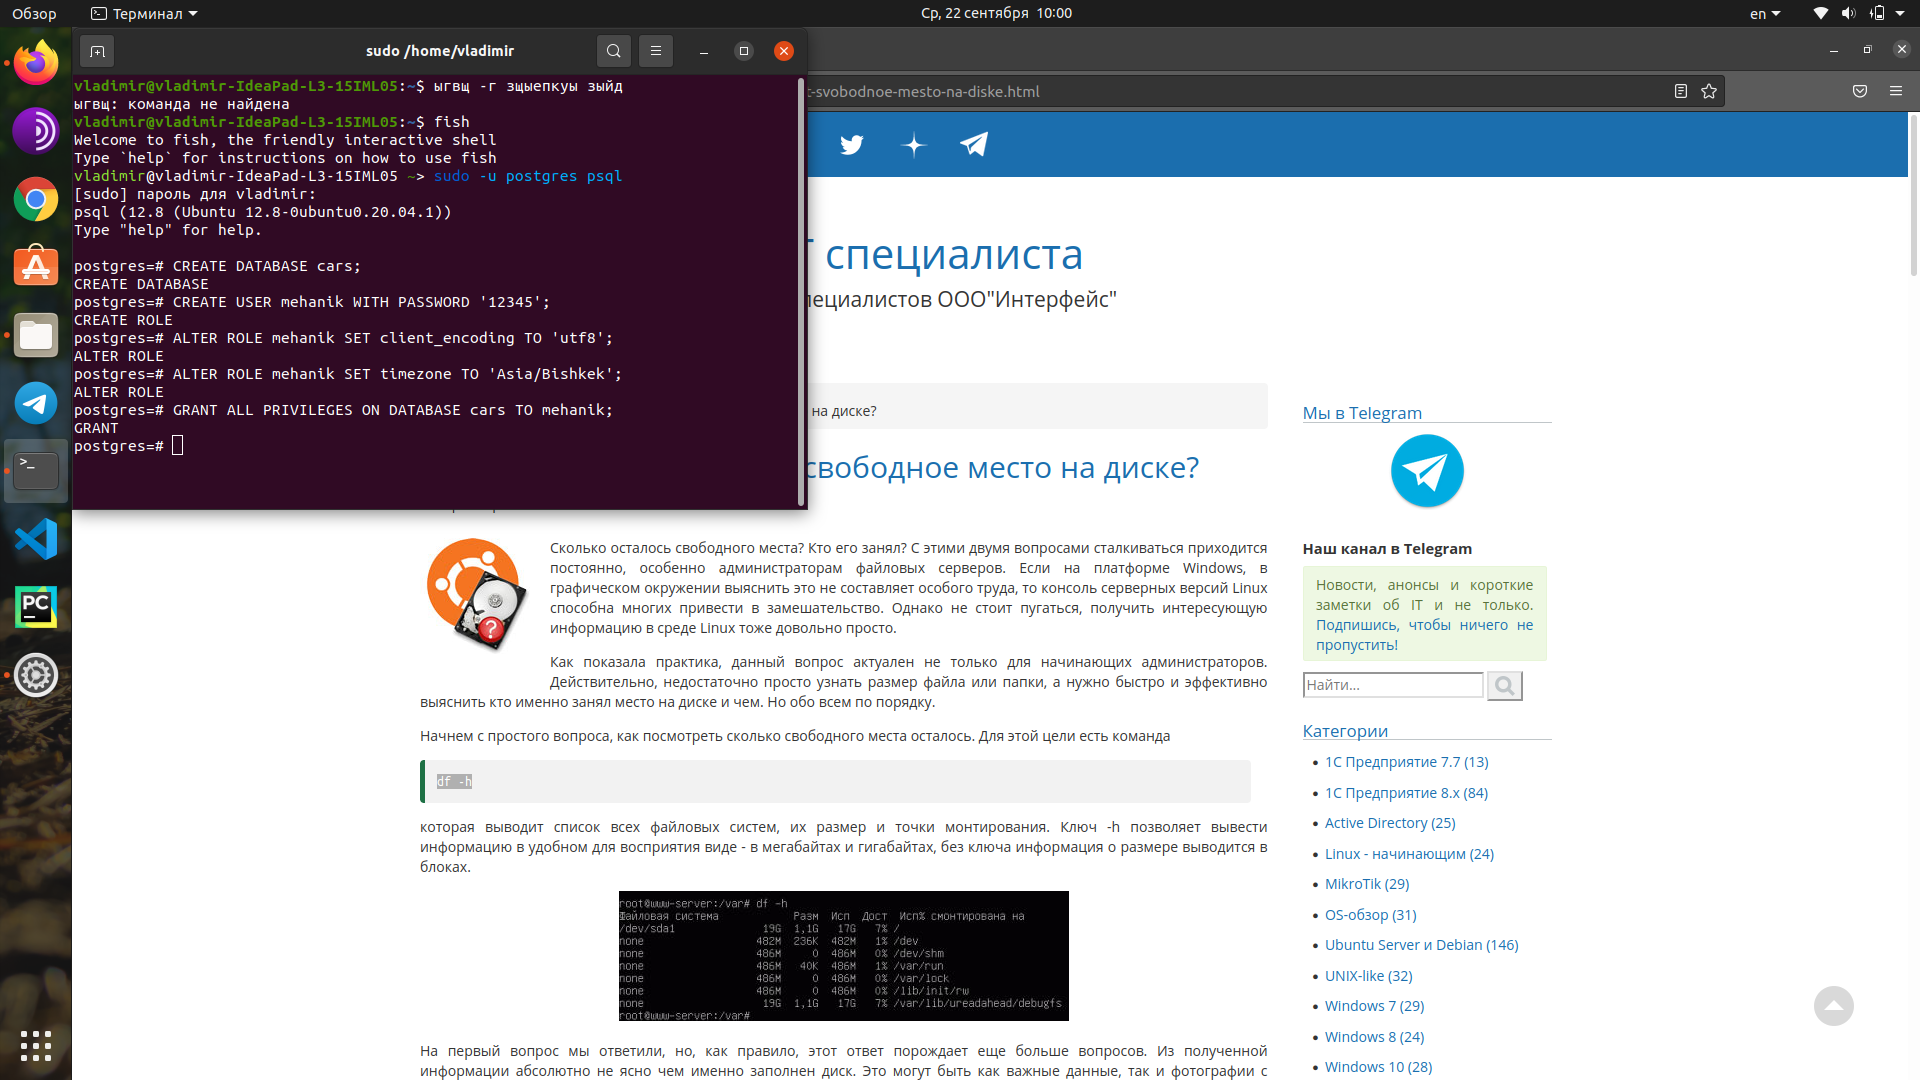 Обзор
Терминал
Ср, 22 сентября 10:00
en
sudo /home/vladimir
vladimir@vladimir-IdeaPad-L3-15IML05:~$ ыгвщ -г зщыепкуы зыйд
ыгвщ: команда не найдена
vladimir@vladimir-IdeaPad-L3-15IML05:~$ fish
Welcome to fish, the friendly interactive shell
Type `help` for instructions on how to use fish
vladimir@vladimir-IdeaPad-L3-15IML05 ~> sudo -u postgres psql
[sudo] пароль для vladimir:
psql (12.8 (Ubuntu 12.8-0ubuntu0.20.04.1))
Type "help" for help.
postgres=# CREATE DATABASE cars;
CREATE DATABASE
postgres=# CREATE USER mehanik WITH PASSWORD '12345';
CREATE ROLE
postgres=# ALTER ROLE mehanik SET client_encoding TO 'utf8';
ALTER ROLE
postgres=# ALTER ROLE mehanik SET timezone TO 'Asia/Bishkek';
ALTER ROLE
postgres=# GRANT ALL PRIVILEGES ON DATABASE cars TO mehanik;
GRANT
postgres=#
t-svobodnoe-mesto-na-diske.html
специалиста
пециалистов ООО"Интерфейс"
на диске?
свободное место на диске?
Сколько осталось свободного места? Кто его занял? С этими двумя вопросами сталкиваться приходится
постоянно, особенно администраторам файловых серверов. Если на платформе Windows, в
графическом окружении выяснить это не составляет особого труда, то консоль серверных версий Linux
способна многих привести в замешательство. Однако не стоит пугаться, получить интересующую
информацию в среде Linux тоже довольно просто.
Как показала практика, данный вопрос актуален не только для начинающих администраторов.
Действительно, недостаточно просто узнать размер файла или папки, а нужно быстро и эффективно
выяснить кто именно занял место на диске и чем. Но обо всем по порядку.
Начнем с простого вопроса, как посмотреть сколько свободного места осталось. Для этой цели есть команда
df -h
которая выводит список всех файловых систем, их размер и точки монтирования. Ключ -h позволяет вывести
информацию в удобном для восприятия виде - в мегабайтах и гигабайтах, без ключа информация о размере выводится в
блоках.
root@www-server:/var# df -h
Файловая система Разм Исп Дост Исп% смонтирована на
/dev/sda1 19G 1,1G 17G 7% /
none 482M 236K 482M 1% /dev
none 486M 0 486M 0% /dev/shm
none 486M 40K 486M 1% /var/run
none 486M 0 486M 0% /var/lock
none 486M 0 486M 0% /lib/init/rw
none 19G 1,1G 17G 7% /var/lib/ureadahead/debugfs
root@www-server:/var#
На первый вопрос мы ответили, но, как правило, этот ответ порождает еще больше вопросов. Из полученной
информации абсолютно не ясно чем именно заполнен диск. Это могут быть как важные данные, так и фотографии с
Мы в Telegram
Наш канал в Telegram
Новости, анонсы и короткие
заметки об IT и не только.
Подпишись, чтобы ничего не
пропустить!
Найти...
Категории
1С Предприятие 7.7 (13)
1С Предприятие 8.x (84)
Active Directory (25)
Linux - начинающим (24)
MikroTik (29)
OS-обзор (31)
Ubuntu Server и Debian (146)
UNIX-like (32)
Windows 7 (29)
Windows 8 (24)
Windows 10 (28)
PC